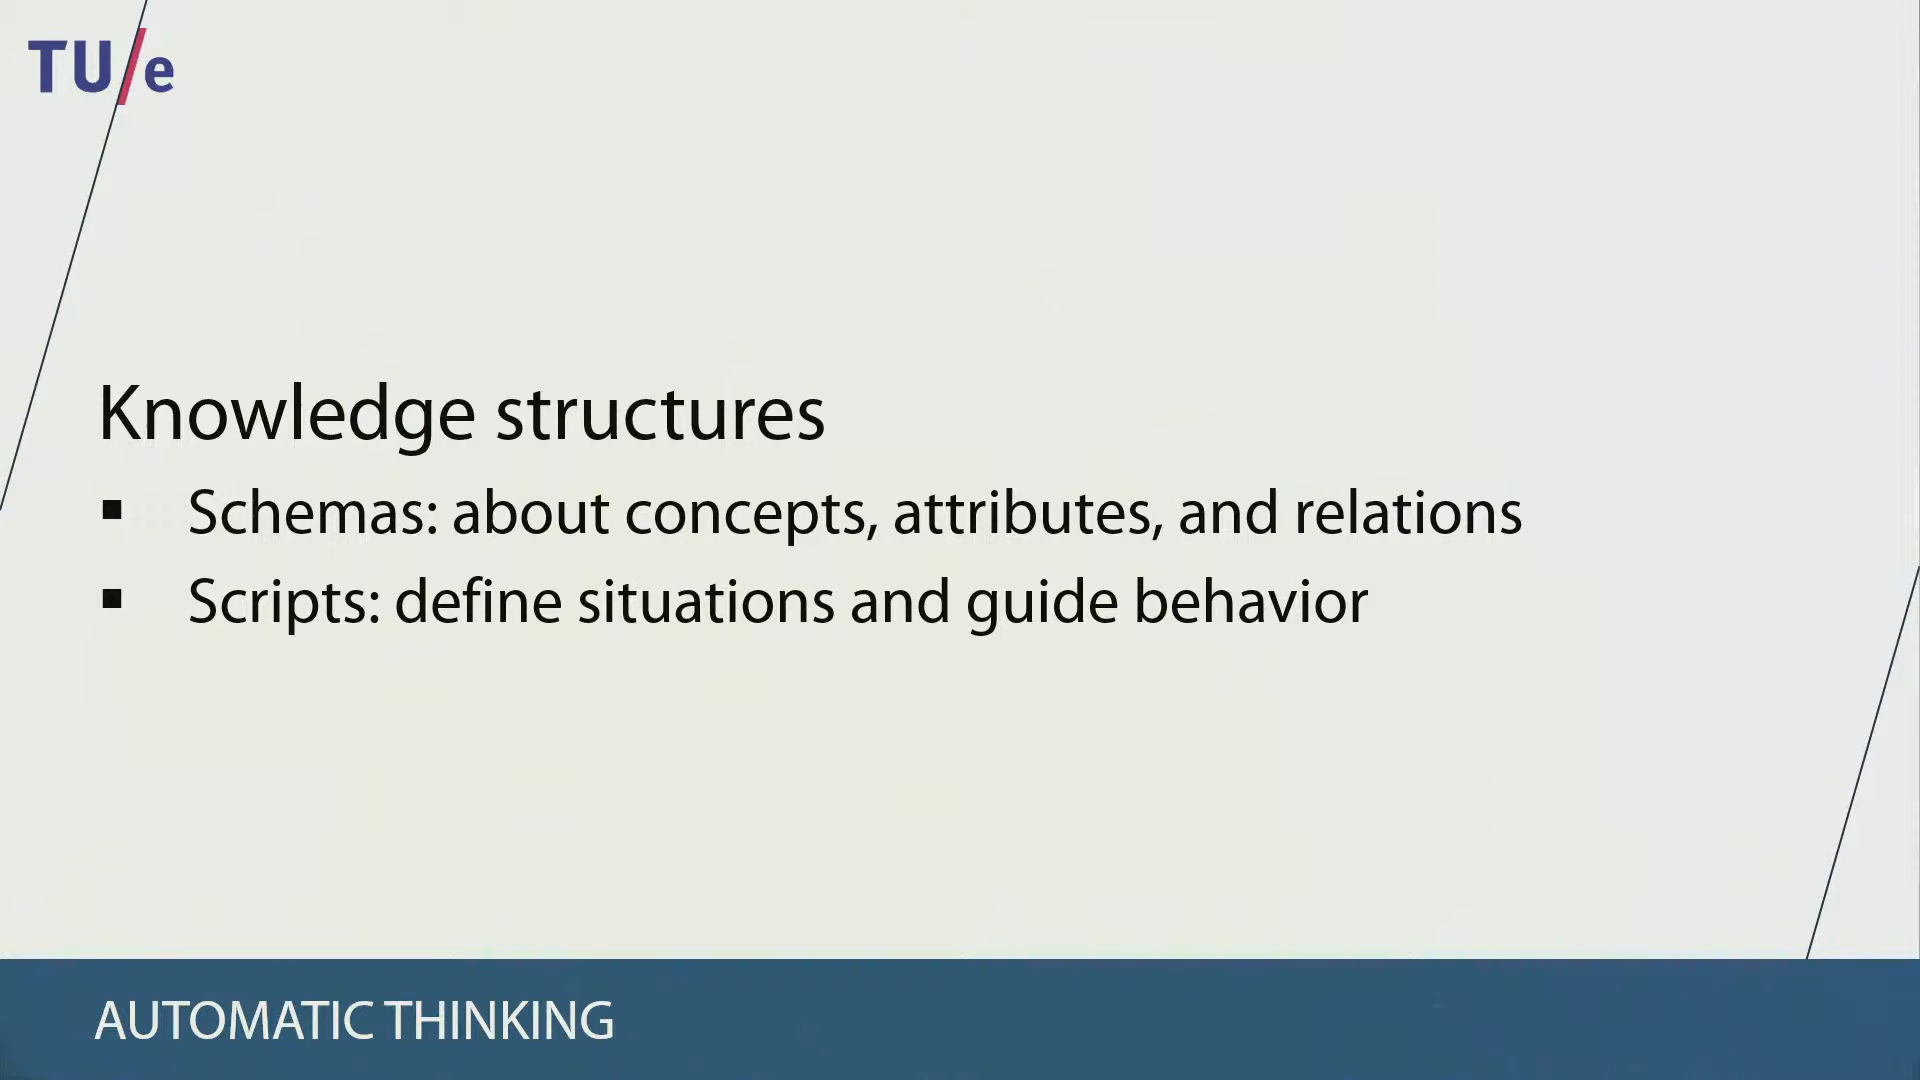 TU/e
Knowledge structures
▪ Schemas: about concepts, attributes, and relations
▪ Scripts: define situations and guide behavior
AUTOMATIC THINKING